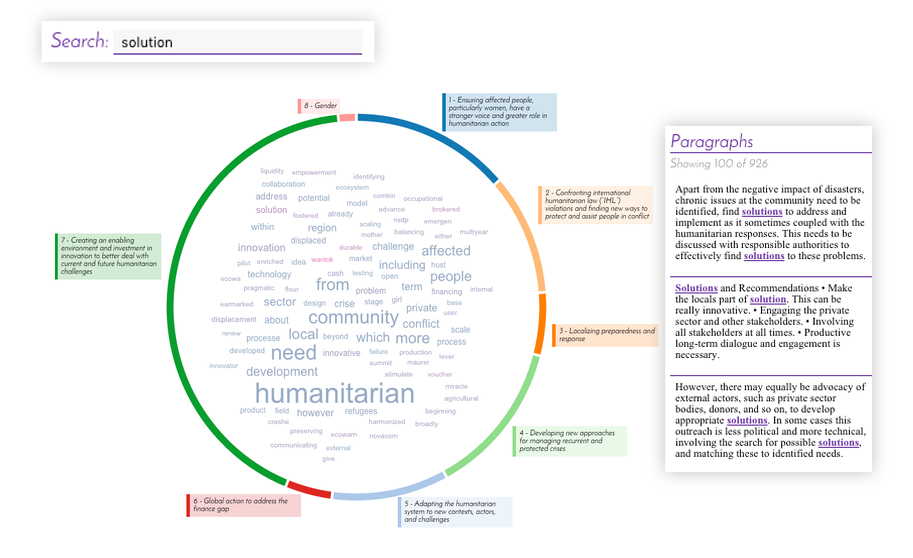 Search: solution
8 - Gender
1 - Ensuring affected people,
particularly women, have a
stronger voice and greater role in
humanitarian action
2 - Confronting international
humanitarian law ("IHL")
violations and finding new ways to
protect and assist people in conflict
3 - Localizing preparedness and
response
4 - Developing new approaches
for managing recurrent and
protected crises
5 - Adapting the humanitarian
system to new contexts, actors,
and challenges
6 - Global action to address the
finance gap
7 - Creating an enabling
environment and investment in
innovation to better deal with
current and future humanitarian
challenges
liquidity empowerment
identifying
collaboration
ecosystem
address potential combin occupational
model
solution fostered already advance brokered
within region scaling nsdp emergen
mother balancing either multiyear
displaced
innovation durable challenge affected
pilot enriched idea wantok market including host
ecowa technology cash testing open people
pragmatic flour from problem term financing internal
earmarked sector design crise stage girl private base
user
displacement about community conflict
renew processe local beyond which more scale
process
developed need innovative failure production lever
innovator summit maurer
development stimulate voucher
humanitarian miracle
agricultural
product field however refugees beginning
crashe harmonized broadly
preserving ecowarn novacom
communicating external
give
Paragraphs
Showing 100 of 926
Apart from the negative impact of disasters,
chronic issues at the community need to be
identified, find solutions to address and
implement as it sometimes coupled with the
humanitarian responses. This needs to be
discussed with responsible authorities to
effectively find solutions to these problems.
Solutions and Recommendations • Make
the locals part of solution. This can be
really innovative. • Engaging the private
sector and other stakeholders. • Involving
all stakeholders at all times. • Productive
long-term dialogue and engagement is
necessary.
However, there may equally be advocacy of
external actors, such as private sector
bodies, donors, and so on, to develop
appropriate solutions. In some cases this
outreach is less political and more technical,
involving the search for possible solutions,
and matching these to identified needs.